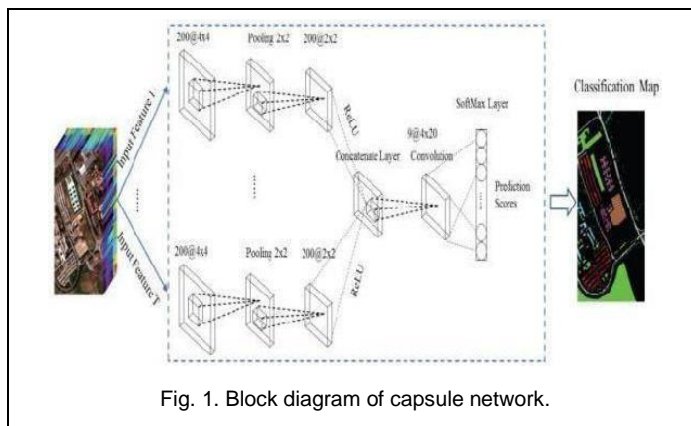 200@4x4 Pooling 2x2 200@2x2
Input Feature 1
ReLU
SoftMax Layer
Classification Map
9@4x20
Concatenate Layer Convolution
Prediction
Scores
Input Feature T
200@4x4 Pooling 2x2 200@2x2
ReLU
Fig. 1. Block diagram of capsule network.